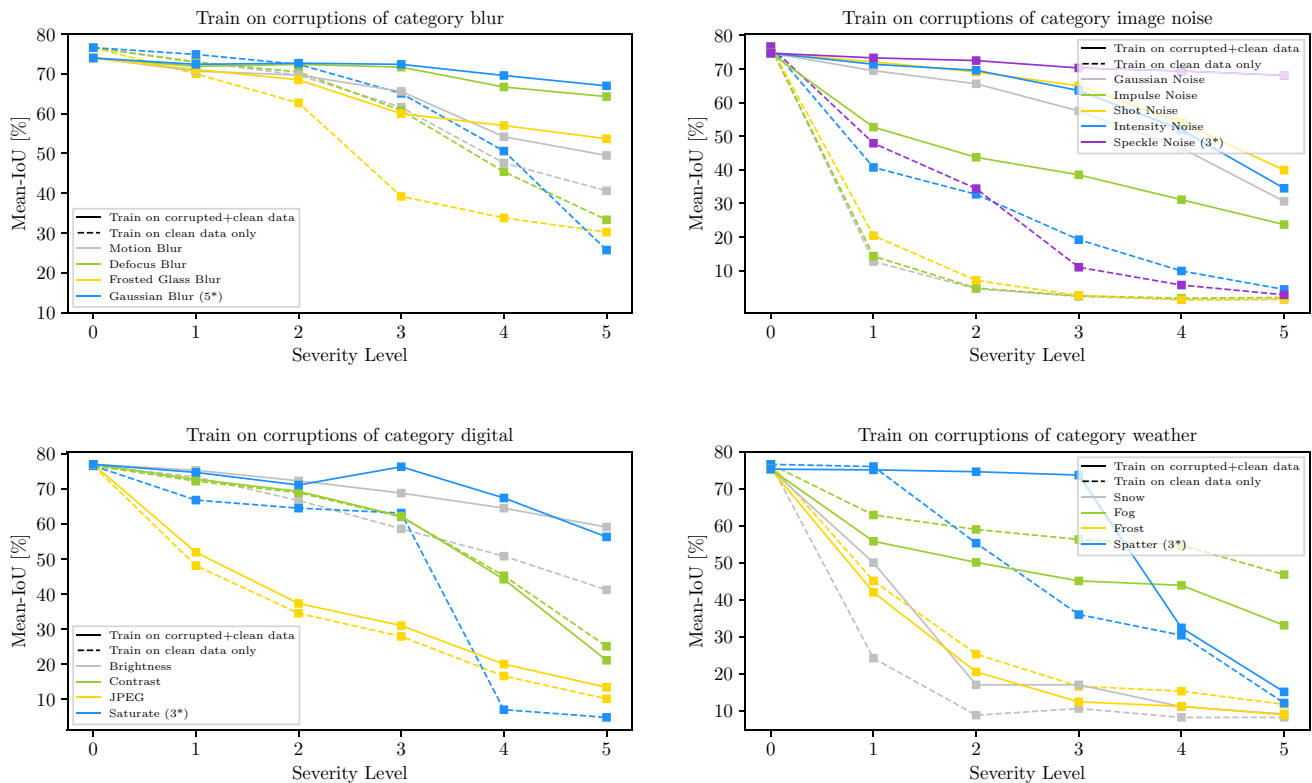 Train on corruptions of category blur
80
70
60
50
40
30
20
10
Mean-IoU [%]
Train on corrupted+clean data
Train on clean data only
Motion Blur
Defocus Blur
Frosted Glass Blur
Gaussian Blur (5*)
0 1 2 3 4 5
Severity Level
Train on corruptions of category image noise
80
70
60
50
40
30
20
10
Mean-IoU [%]
Train on corrupted+clean data
Train on clean data only
Gaussian Noise
Impulse Noise
Shot Noise
Intensity Noise
Speckle Noise (3*)
0 1 2 3 4 5
Severity Level
Train on corruptions of category digital
80
70
60
50
40
30
20
10
Mean-IoU [%]
Train on corrupted+clean data
Train on clean data only
Brightness
Contrast
JPEG
Saturate (3*)
0 1 2 3 4 5
Severity Level
Train on corruptions of category weather
80
70
60
50
40
30
20
10
Mean-IoU [%]
Train on corrupted+clean data
Train on clean data only
Snow
Fog
Frost
Spatter (3*)
0 1 2 3 4 5
Severity Level